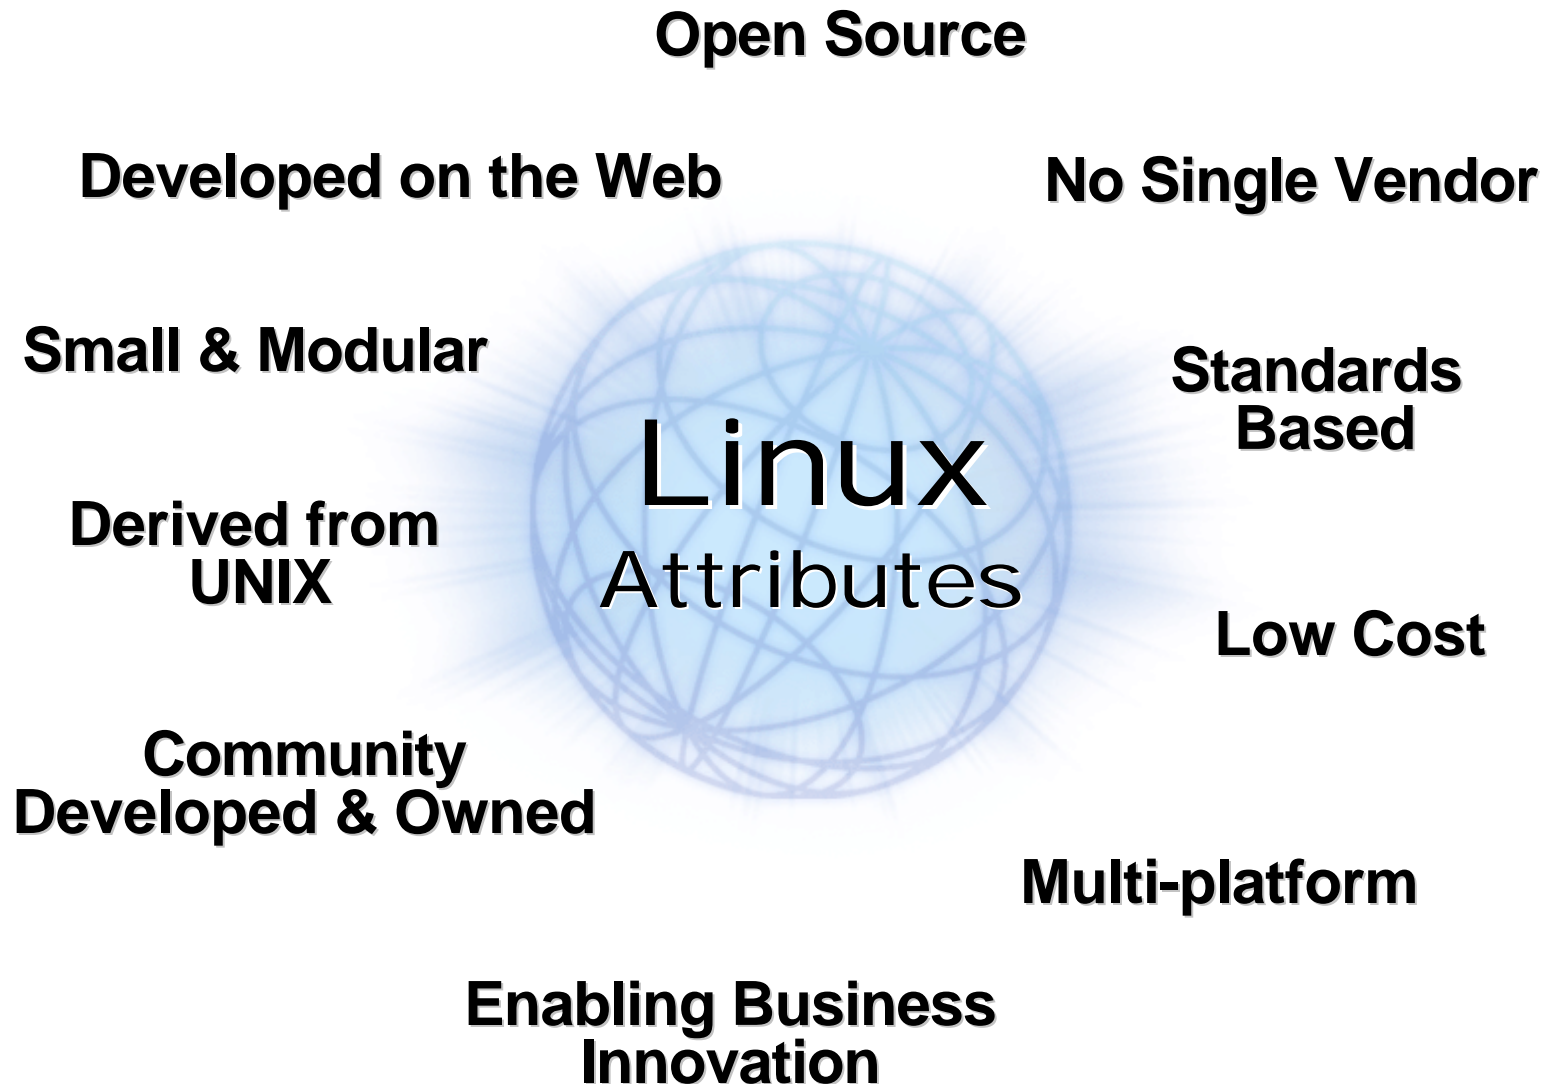 Open Source
Developed on the Web
No Single Vendor
Small & Modular
Standards
Based
Linux
Attributes
Derived from
UNIX
Low Cost
Community
Developed & Owned
Multi-platform
Enabling Business
Innovation